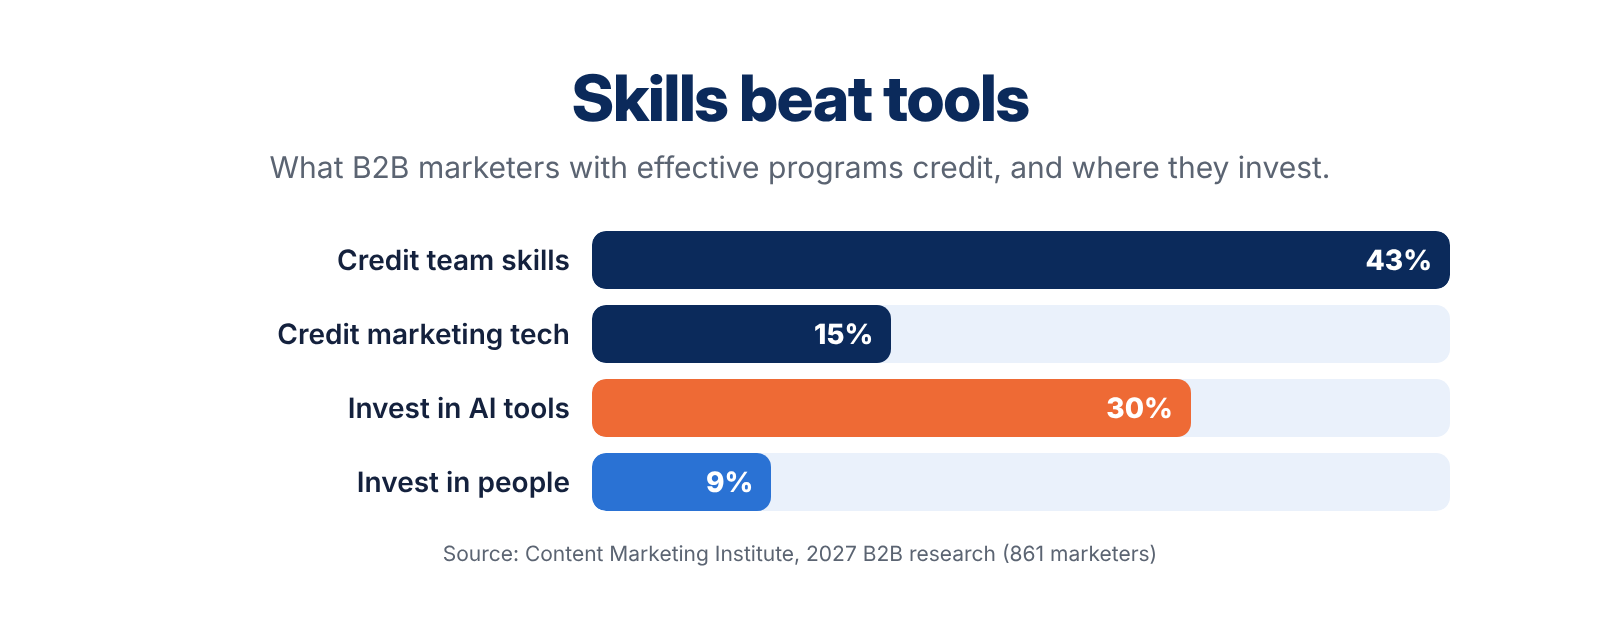 Skills beat tools
What B2B marketers with effective programs credit, and where they invest.
Credit team skills 43%
Credit marketing tech 15%
Invest in AI tools 30%
Invest in people 9%
Source: Content Marketing Institute, 2027 B2B research (861 marketers)